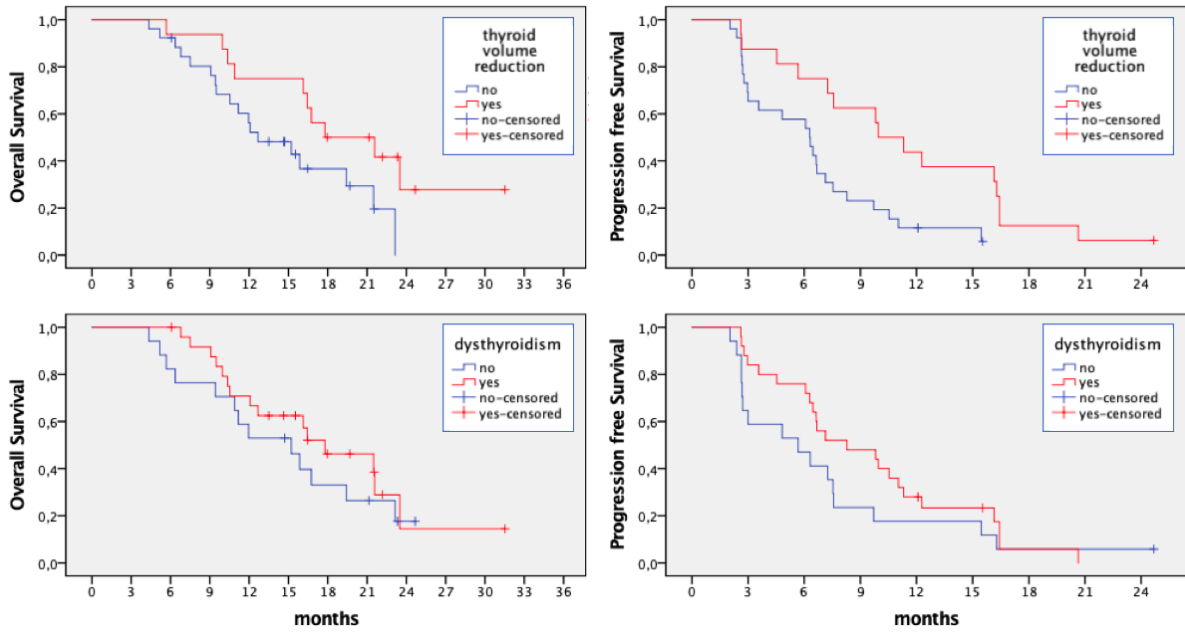 Overall Survival
1,0
0,8
0,6
0,4
0,2
0,0
thyroid
volume
reduction
no
yes
no-censored
yes-censored
0 3 6 9 12 15 18 21 24 27 30 33 36
Progression free Survival
1,0
0,8
0,6
0,4
0,2
0,0
thyroid
volume
reduction
no
yes
no-censored
yes-censored
0 3 6 9 12 15 18 21 24
Overall Survival
1,0
0,8
0,6
0,4
0,2
0,0
dysthyroidism
no
yes
no-censored
yes-censored
0 3 6 9 12 15 18 21 24 27 30 33 36
months
Progression free Survival
1,0
0,8
0,6
0,4
0,2
0,0
dysthyroidism
no
yes
no-censored
yes-censored
0 3 6 9 12 15 18 21 24
months